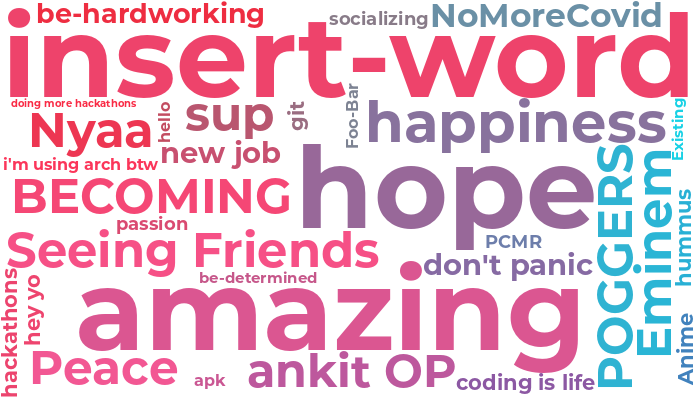 be-hardworking
socializing
NoMoreCovid
insert-word
doing more hackathons
Nyaa
hello
sup
git
Foo-Bar
happiness
Existing
i'm using arch btw
new job
BECOMING
hope
POGGERS
Eminem
hummus
passion
Seeing Friends
PCMR
don't panic
be-determined
hackathons
hey yo
amazing
Anime
Peace
apk
ankit OP
coding is life